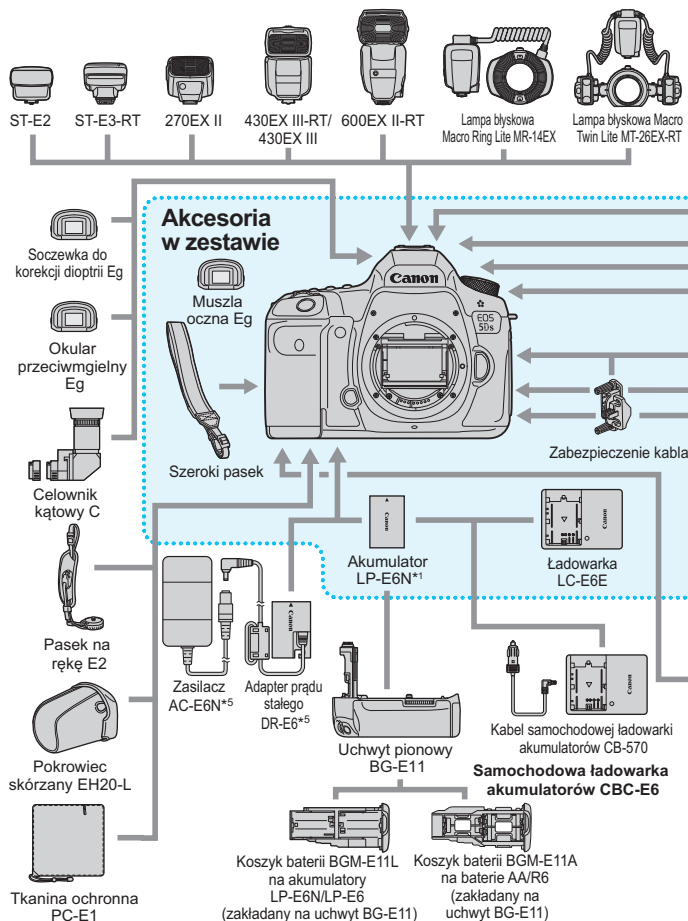 ST-E2
ST-E3-RT
270EX II
430EX III-RT/
430EX III
600EX II-RT
Lampa błyskowa
Macro Ring Lite MR-14EX
Lampa błyskowa Macro
Twin Lite MT-26EX-RT
Akcesoria
w zestawie
Soczewka do
korekcji dioptrii Eg
Muszla
oczna Eg
Canon
EOS
5Ds
Okular
przeciwmgielny
Eg
Szeroki pasek
Zabezpieczenie kabla
Celownik
kątowy C
Canon
Akumulator
LP-E6N*1
Canon
Ładowarka
LC-E6E
Pasek na
rękę E2
Zasilacz
AC-E6N*5
Canon
Adapter prądu
stałego
DR-E6*5
Uchwyt pionowy
BG-E11
Canon
Kabel samochodowej ładowarki
akumulatorów CB-570
Samochodowa ładowarka
akumulatorów CBC-E6
Pokrowiec
skórzany EH20-L
Koszyk baterii BGM-E11L
na akumulatory
LP-E6N/LP-E6
(zakładany na uchwyt BG-E11)
Koszyk baterii BGM-E11A
na baterie AA/R6
(zakładany na
uchwyt BG-E11)
Tkanina ochronna
PC-E1